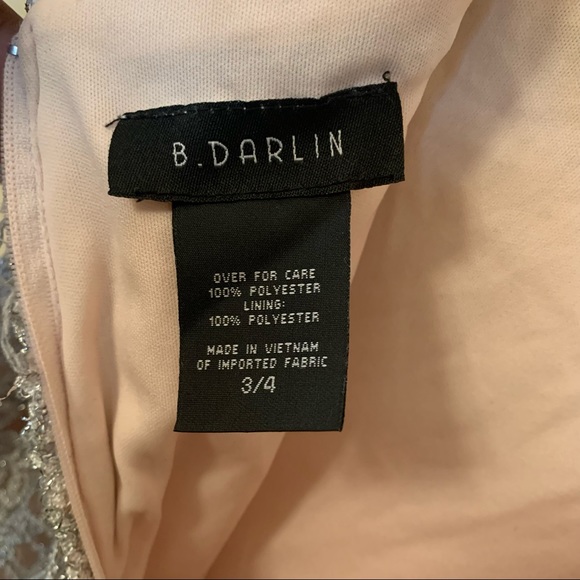 B.DARLIN
OVER FOR CARE
100% POLYESTER
LINING:
100% POLYESTER
MADE IN VIETNAM
OF IMPORTED FABRIC
3/4